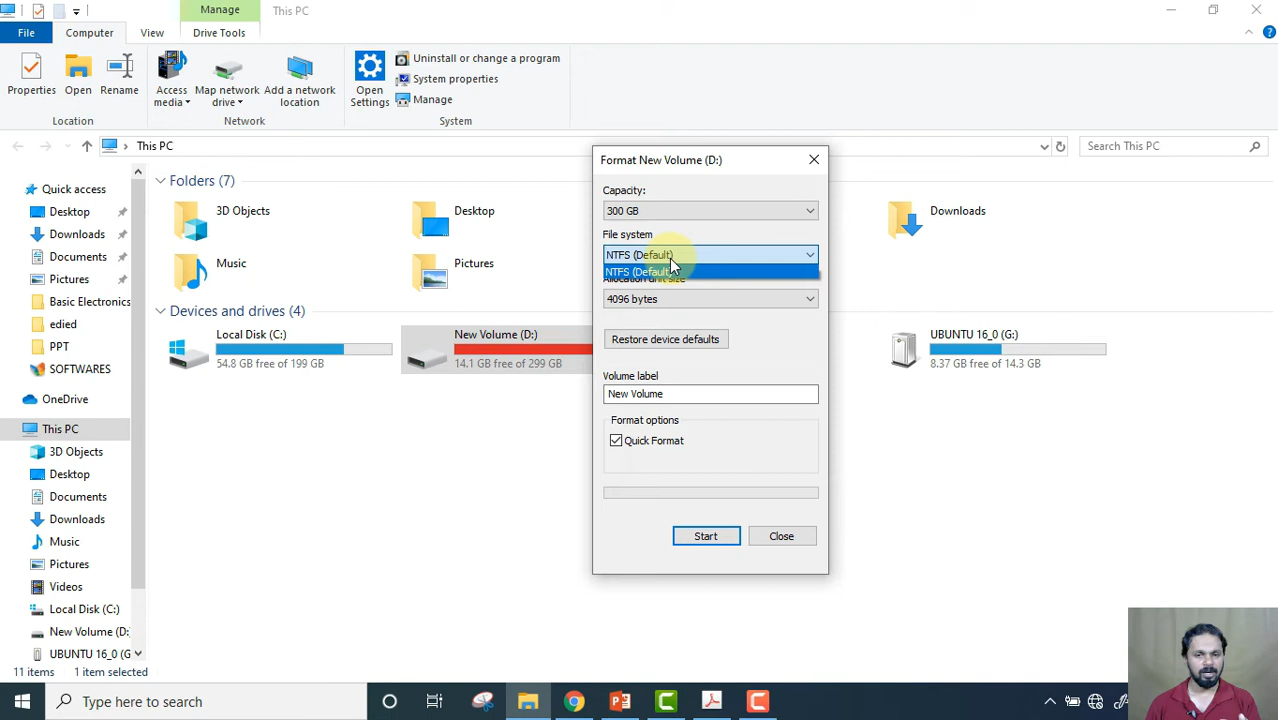 Manage
This PC
File
Computer
View
Drive Tools
Properties
Open
Rename
Access media
Map network drive
Add a network location
Open Settings
Uninstall or change a program
System properties
Manage
Location
Network
System
This PC
Search This PC
Quick access
Desktop
Downloads
Documents
Pictures
Basic Electronics
edied
PPT
SOFTWARES
OneDrive
This PC
3D Objects
Desktop
Documents
Downloads
Music
Pictures
Videos
Local Disk (C:)
New Volume (D:)
UBUNTU 16_0 (G
Folders (7)
3D Objects
Desktop
Downloads
Music
Pictures
Devices and drives (4)
Local Disk (C:)
54.8 GB free of 199 GB
New Volume (D:)
14.1 GB free of 299 GB
UBUNTU 16_0 (G:)
8.37 GB free of 14.3 GB
Format New Volume (D:)
Capacity:
300 GB
File system
NTFS (Default)
NTFS (Default)
Allocation unit size
4096 bytes
Restore device defaults
Volume label
New Volume
Format options
Quick Format
Start
Close
11 items
1 item selected
Type here to search